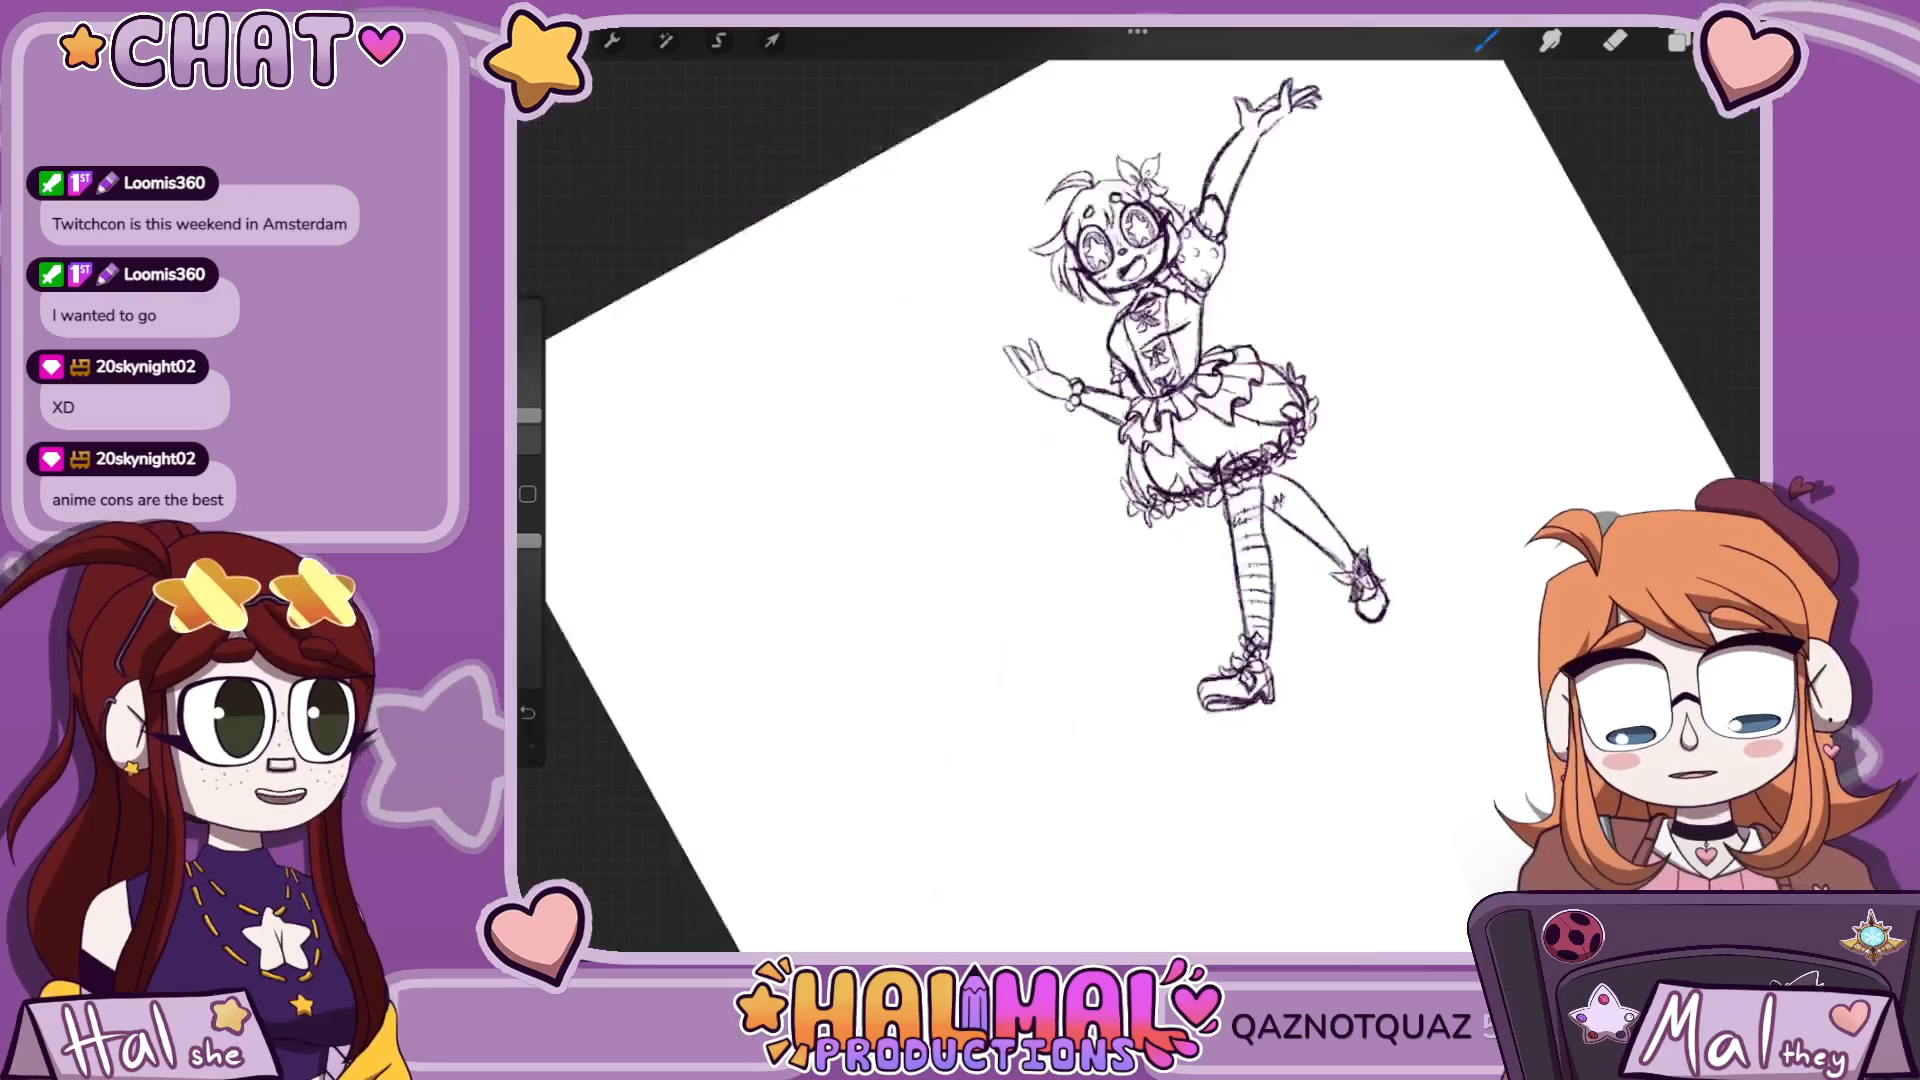 CHAT
Loomis360
Twitchcon is this weekend in Amsterdam
Loomis360
I wanted to go
20skynight02
XD
20skynight02
anime cons are the best
Hal she
HALMAL
PRODUCTIONS
QAZNOTQUAZ
Mal they